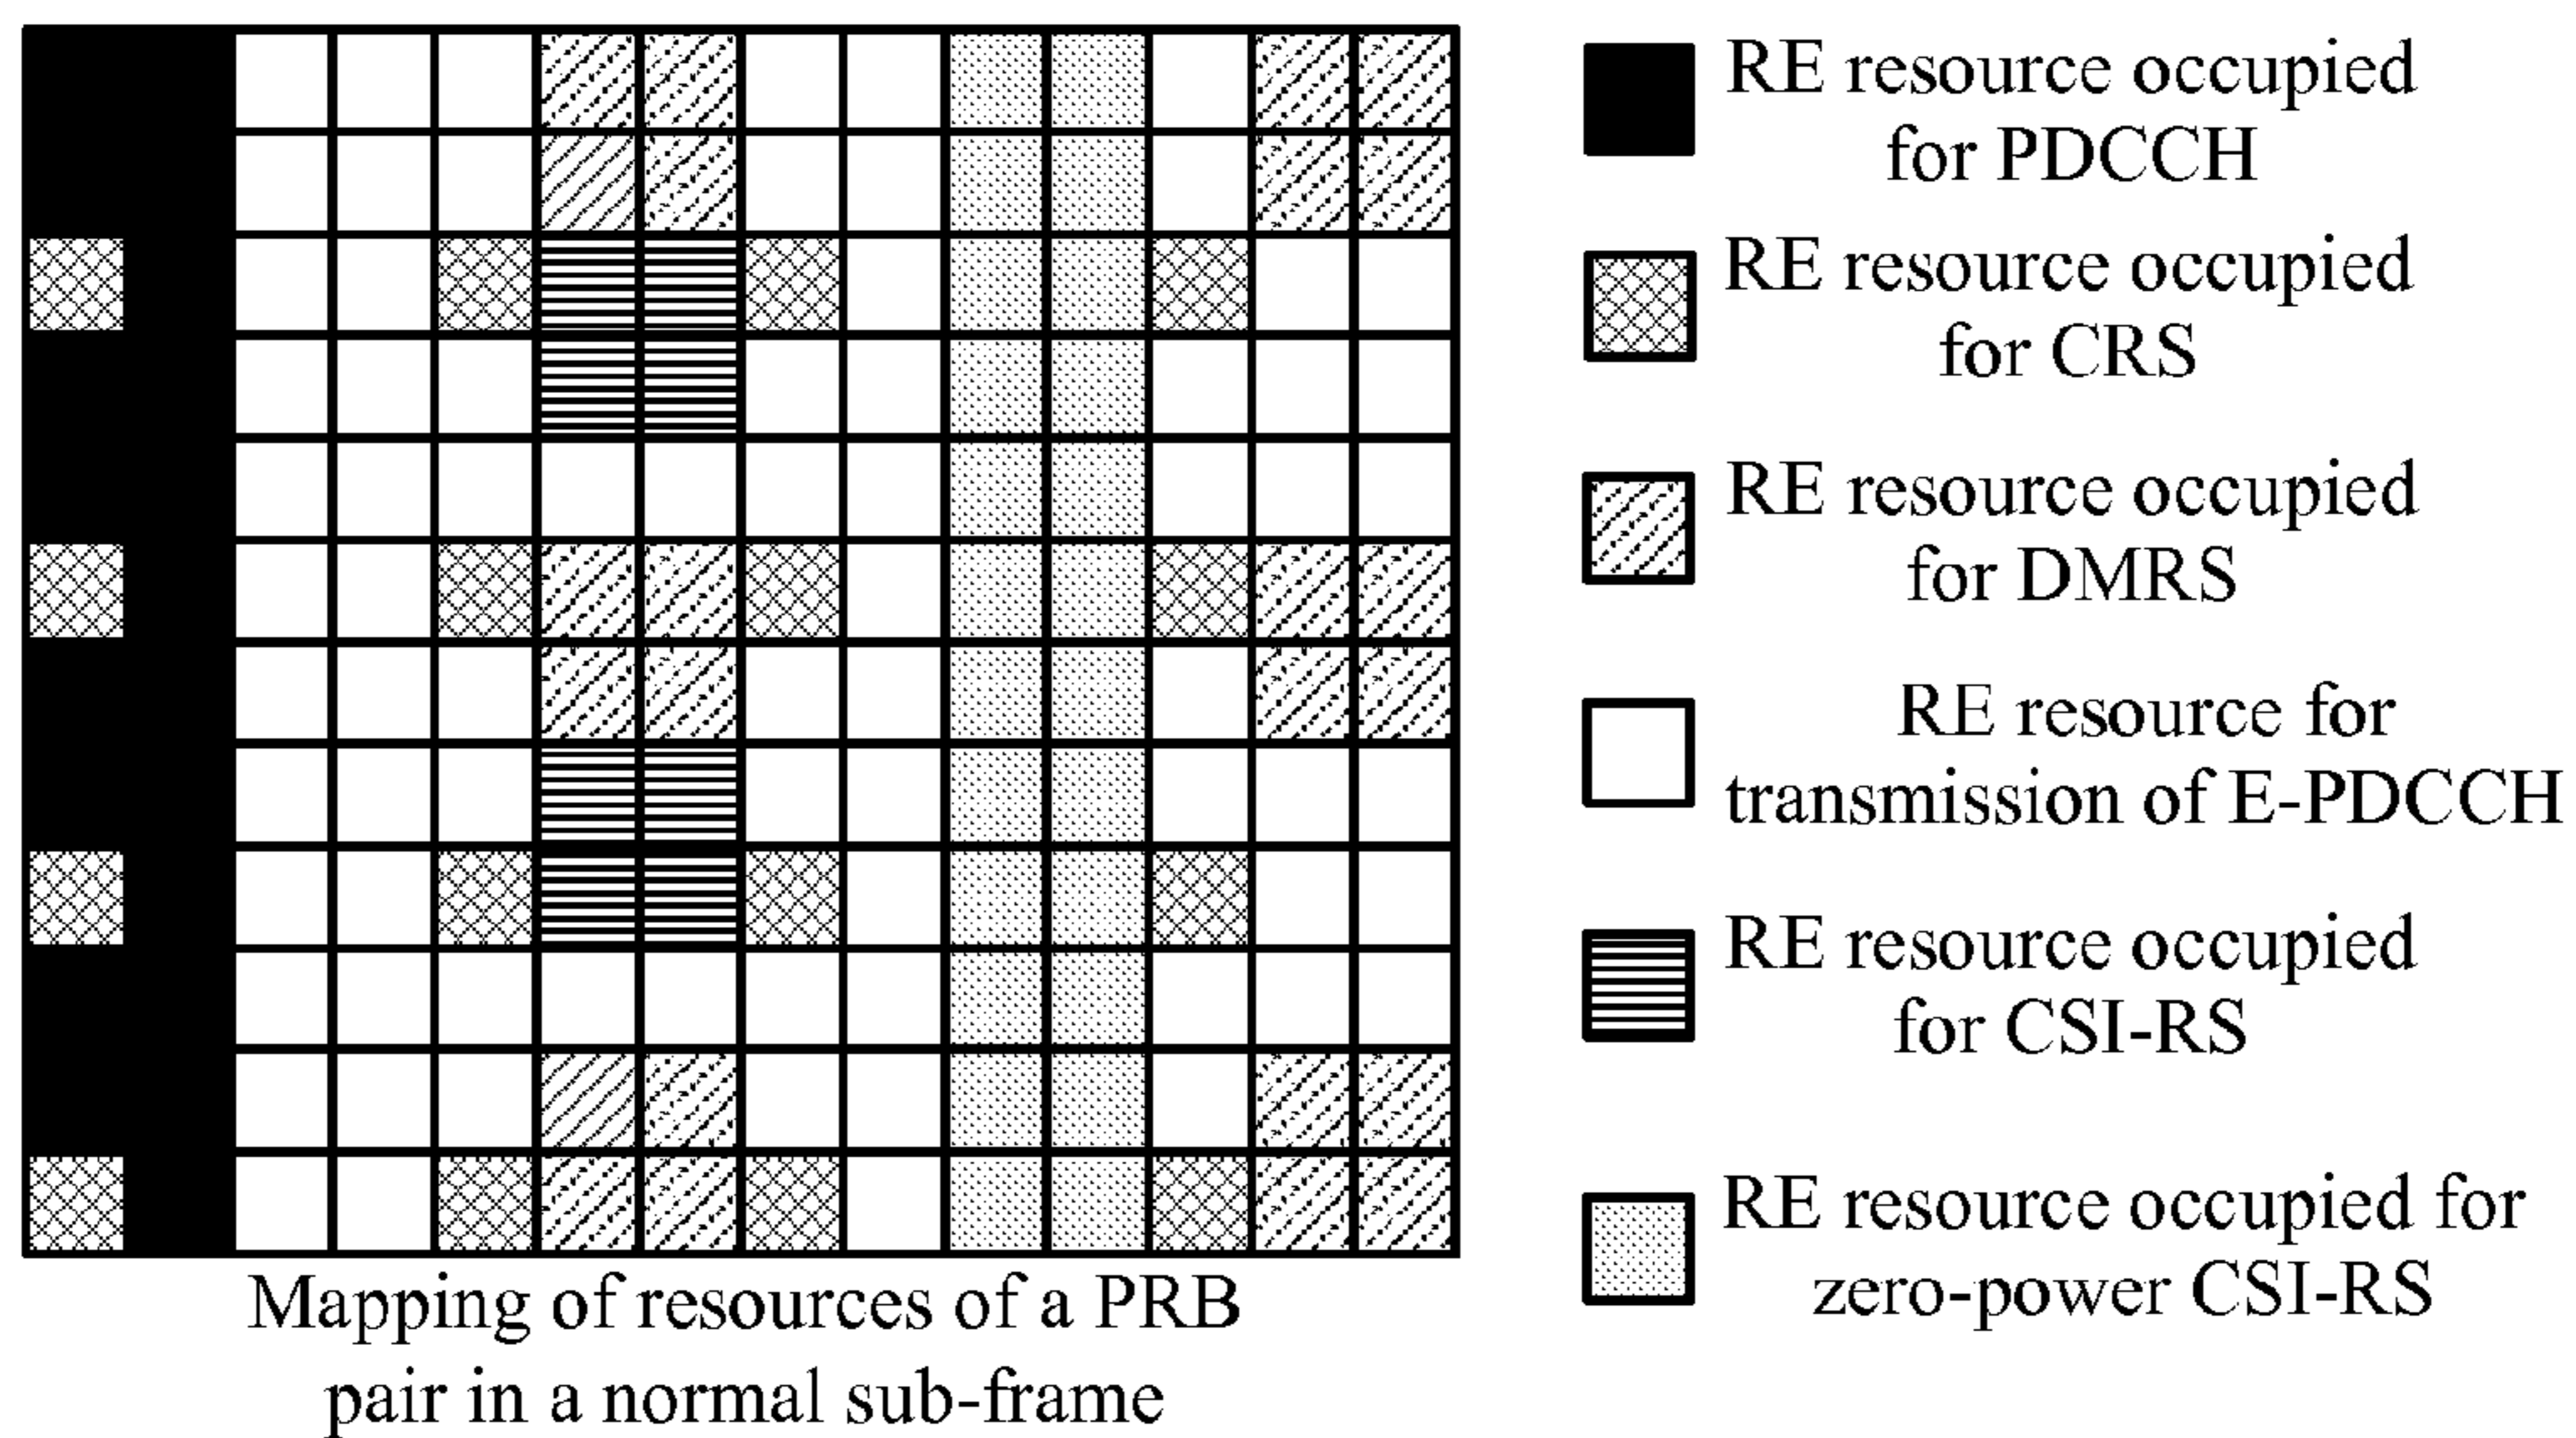 RE resource occupied
for PDCCH
RE resource occupied
for CRS
RE resource occupied
for DMRS
RE resource for
transmission of E-PDCCH
RE resource occupied
for CSI-RS
RE resource occupied for
zero-power CSI-RS
Mapping of resources of a PRB
pair in a normal sub-frame